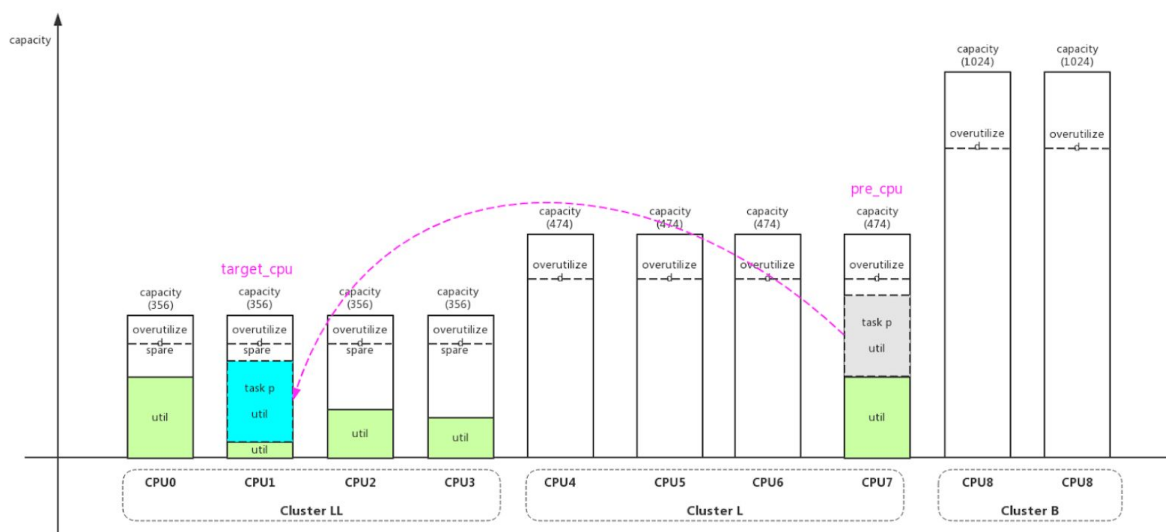 capacity
capacity
(1024)
capacity
(1024)
overutilize
d
overutilize
d
pre_cpu
capacity
(474)
capacity
(474)
capacity
(474)
capacity
(474)
overutilize
d
overutilize
d
overutilize
d
overutilize
d
target_cpu
capacity
(356)
capacity
(356)
capacity
(356)
capacity
(356)
overutilize
d
spare
overutilize
d
spare
overutilize
d
spare
overutilize
d
spare
task p
util
task p
util
util
util
util
util
util
CPU0
CPU1
CPU2
CPU3
CPU4
CPU5
CPU6
CPU7
CPU8
CPU8
Cluster LL
Cluster L
Cluster B